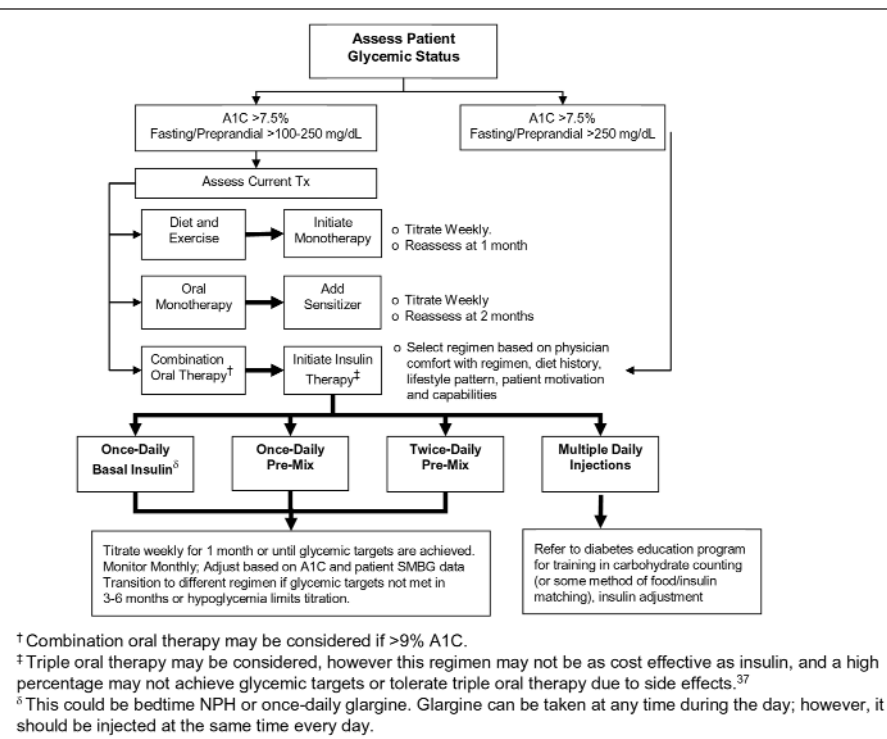 Assess Patient
Glycemic Status
A1C >7.5%
Fasting/Preprandial >100-250 mg/dL
A1C >7.5%
Fasting/Preprandial >250 mg/dL
Assess Current Tx
Diet and
Exercise
Initiate
Monotherapy
o Titrate Weekly.
o Reassess at 1 month
Oral
Monotherapy
Add
Sensitizer
o Titrate Weekly
o Reassess at 2 months
Combination
Oral Therapy†
Initiate Insulin
Therapy‡
o Select regimen based on physician
comfort with regimen, diet history,
lifestyle pattern, patient motivation
and capabilities
Once-Daily
Basal Insulinδ
Once-Daily
Pre-Mix
Twice-Daily
Pre-Mix
Multiple Daily
Injections
Titrate weekly for 1 month or until glycemic targets are achieved.
Monitor Monthly; Adjust based on A1C and patient SMBG data
Transition to different regimen if glycemic targets not met in
3-6 months or hypoglycemia limits titration.
Refer to diabetes education program
for training in carbohydrate counting
(or some method of food/insulin
matching), insulin adjustment
† Combination oral therapy may be considered if >9% A1C.
‡ Triple oral therapy may be considered, however this regimen may not be as cost effective as insulin, and a high
percentage may not achieve glycemic targets or tolerate triple oral therapy due to side effects.37
δ This could be bedtime NPH or once-daily glargine. Glargine can be taken at any time during the day; however, it
should be injected at the same time every day.